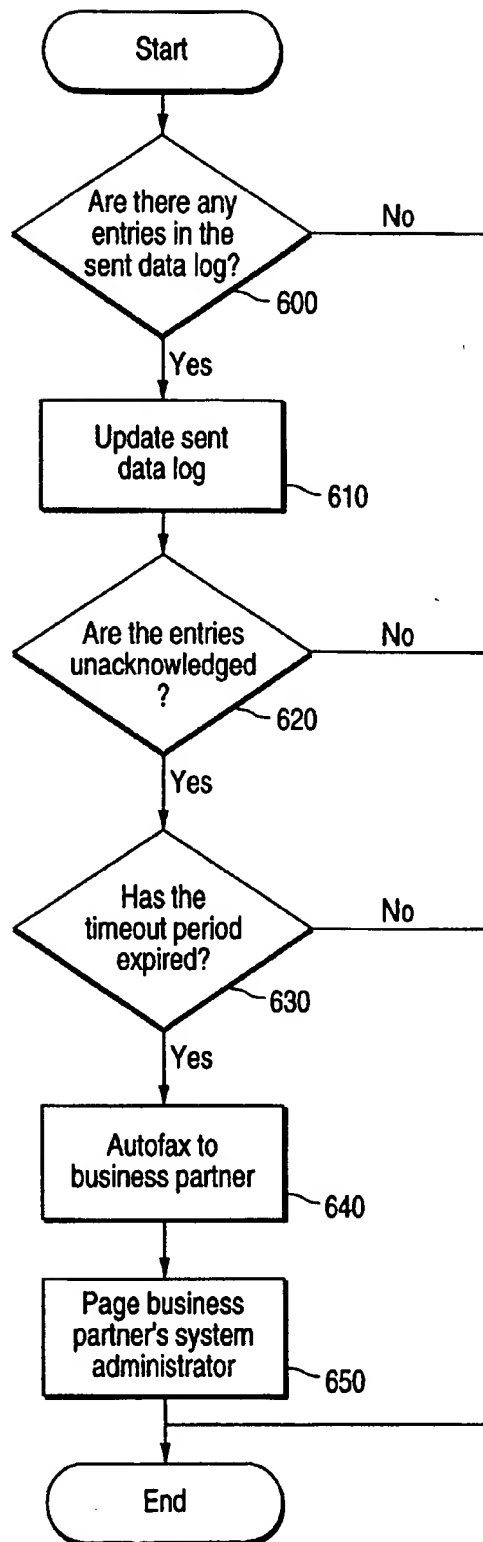 Start
Are there any
entries in the
sent data log?
No
600
Yes
Update sent
data log
610
Are the entries
unacknowledged
?
No
620
Yes
Has the
timeout period
expired?
No
630
Yes
Autofax to
business partner
640
Page business
partner's system
administrator
650
End